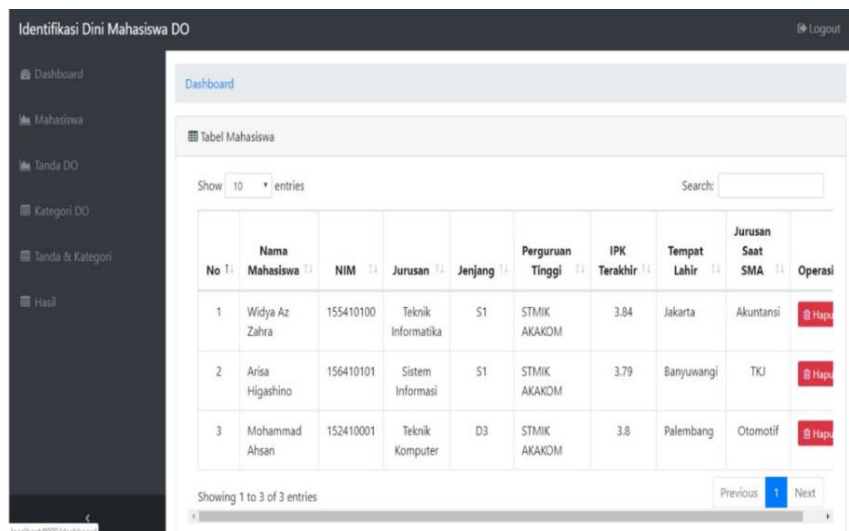 Identifikasi Dini Mahasiswa DO
Logout
Dashboard
Mahasiswa
Tanda DO
Kategori DO
Tanda & Kategori
Hasil
Dashboard
Tabel Mahasiswa
Show 10 entries
Search:
No
Nama
Mahasiswa
NIM
Jurusan
Jenjang
Perguruan
Tinggi
IPK
Terakhir
Tempat
Lahir
Jurusan
Saat
SMA
Operasi
1 Widya Az 155410100 Teknik S1 STMIK 3.84 Jakarta Akuntansi Hapu
Zahra Informatika AKAKOM
2 Arisa 156410101 Sistem S1 STMIK 3.79 Banyuwangi TKJ Hapu
Higashino Informasi AKAKOM
3 Mohammad 152410001 Teknik D3 STMIK 3.8 Palembang Otomotif Hapu
Ahsan Komputer AKAKOM
Showing 1 to 3 of 3 entries
Previous 1 Next